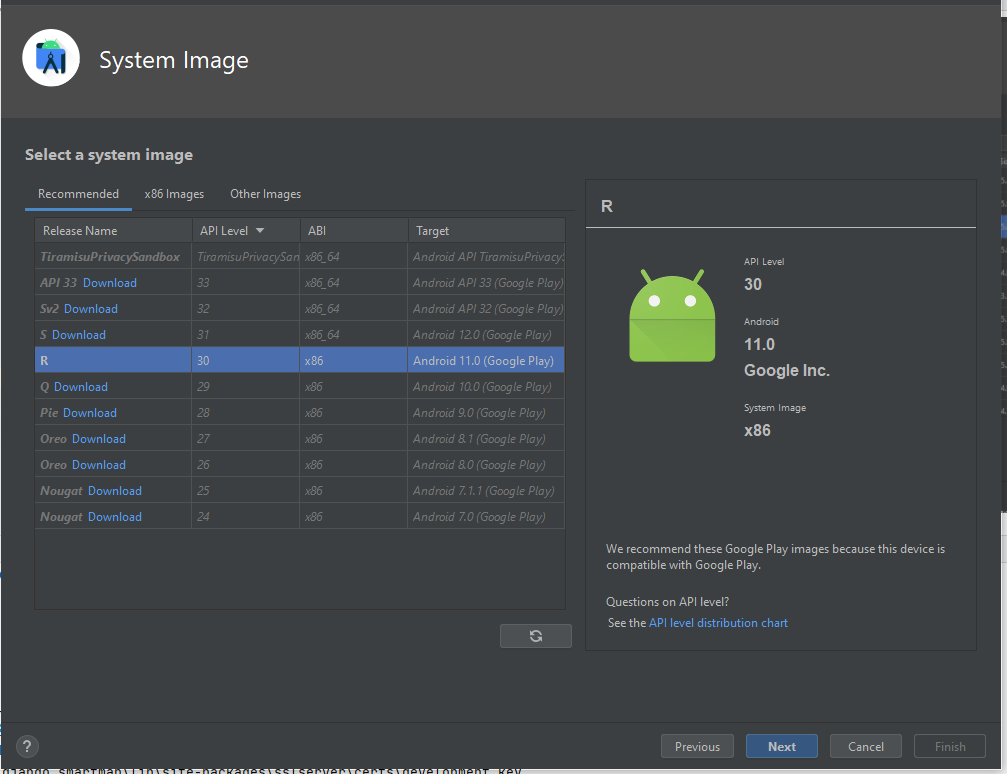 System Image
Select a system image
Recommended x86 Images Other Images
Release Name API Level ABI Target
TiramisuPrivacySandbox TiramisuPrivacySan x86_64 Android API TiramisuPrivacyS
API 33 Download 33 x86_64 Android API 33 (Google Play)
Sv2 Download 32 x86_64 Android API 32 (Google Play)
S Download 31 x86_64 Android 12.0 (Google Play)
R 30 x86 Android 11.0 (Google Play)
Q Download 29 x86 Android 10.0 (Google Play)
Pie Download 28 x86 Android 9.0 (Google Play)
Oreo Download 27 x86 Android 8.1 (Google Play)
Oreo Download 26 x86 Android 8.0 (Google Play)
Nougat Download 25 x86 Android 7.1.1 (Google Play)
Nougat Download 24 x86 Android 7.0 (Google Play)
R
API Level
30
Android
11.0
Google Inc.
System Image
x86
We recommend these Google Play images because this device is
compatible with Google Play.
Questions on API level?
See the API level distribution chart
? Previous Next Cancel Finish
django_smartmap\lib\site-packages\sslserver\certs\development.key